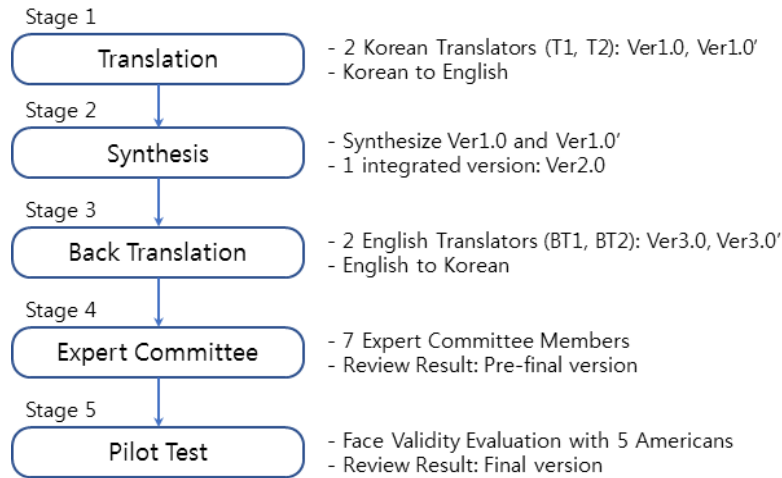 Stage 1
Translation
- 2 Korean Translators (T1, T2): Ver1.0, Ver1.0′
- Korean to English
Stage 2
Synthesis
- Synthesize Ver1.0 and Ver1.0′
- 1 integrated version: Ver2.0
Stage 3
Back Translation
- 2 English Translators (BT1, BT2): Ver3.0, Ver3.0′
- English to Korean
Stage 4
Expert Committee
- 7 Expert Committee Members
- Review Result: Pre-final version
Stage 5
Pilot Test
- Face Validity Evaluation with 5 Americans
- Review Result: Final version